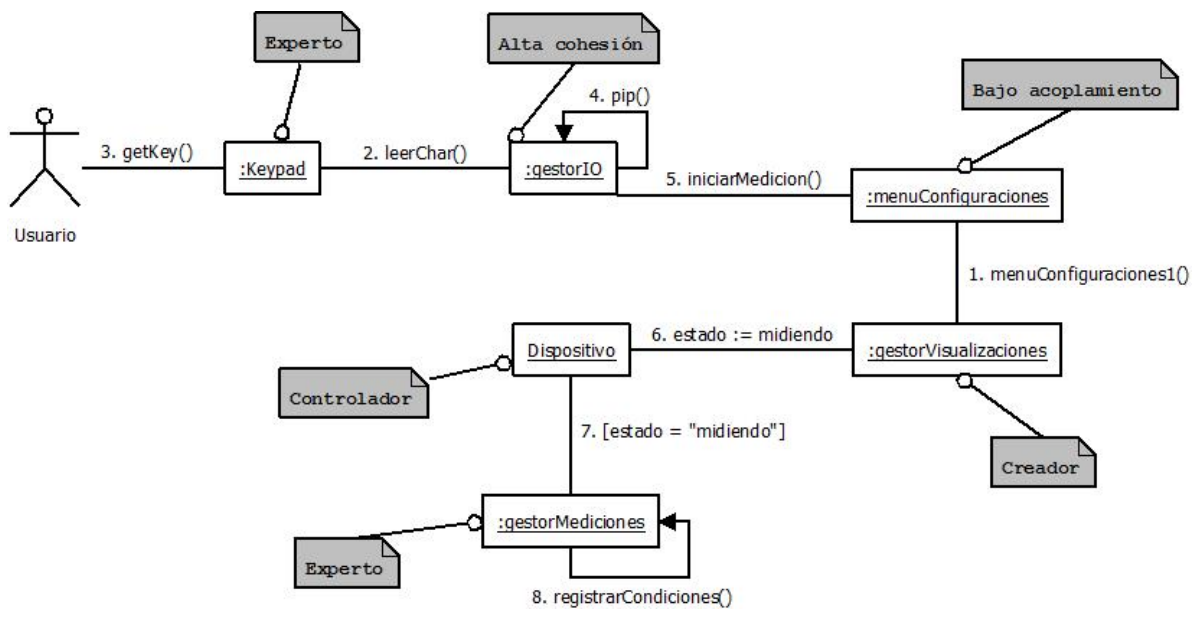 Experto
Alta cohesión
4. pip()
Bajo acoplamiento
3. getKey()
:Keypad
2. leerChar()
:gestorIO
5. iniciarMedicion()
:menuConfiguraciones
Usuario
1. menuConfiguraciones1()
Dispositivo
6. estado := midiendo
:gestorVisualizaciones
Controlador
7. [estado = "midiendo"]
Creador
:gestorMediciones
Experto
8. registrarCondiciones()